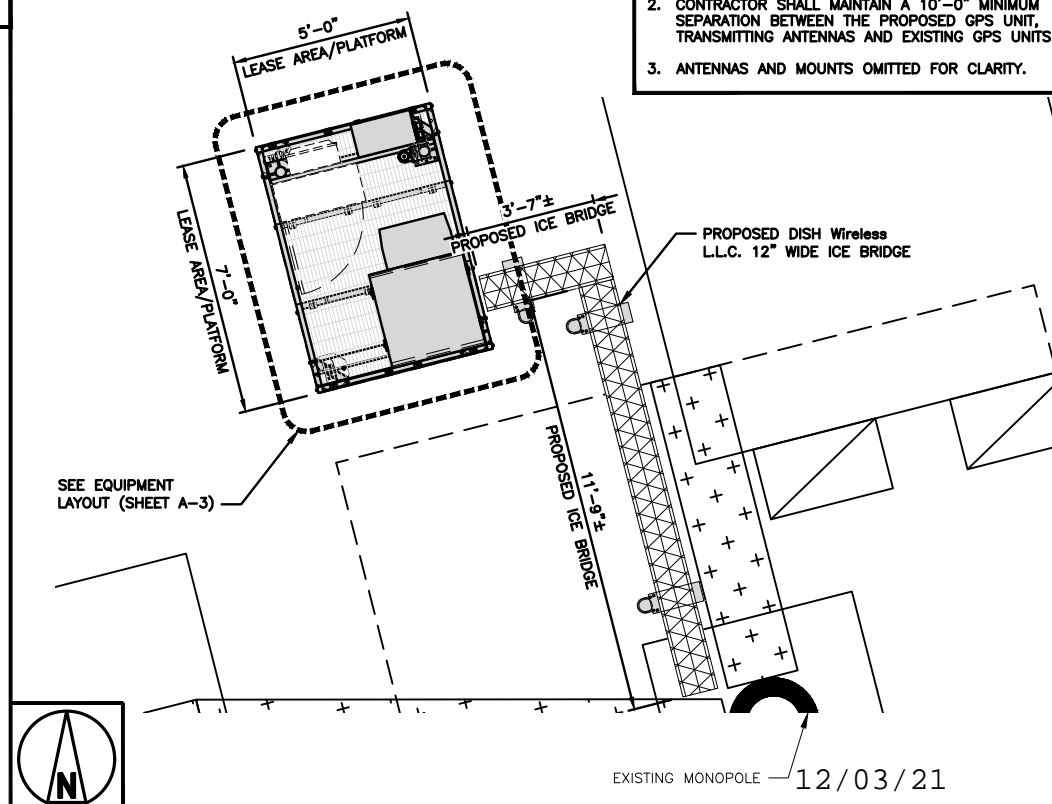 2. CONTRACTOR SHALL MAINTAIN A 10'-0" MINIMUM
SEPARATION BETWEEN THE PROPOSED GPS UNIT,
TRANSMITTING ANTENNAS AND EXISTING GPS UNITS
3. ANTENNAS AND MOUNTS OMITTED FOR CLARITY.
5'-0"
LEASE AREA/PLATFORM
7'-0"
LEASE AREA/PLATFORM
3'-7"±
PROPOSED ICE BRIDGE
PROPOSED DISH Wireless
L.L.C. 12" WIDE ICE BRIDGE
11'-9"±
PROPOSED ICE BRIDGE
SEE EQUIPMENT
LAYOUT (SHEET A-3)
N
EXISTING MONOPOLE
12/03/21